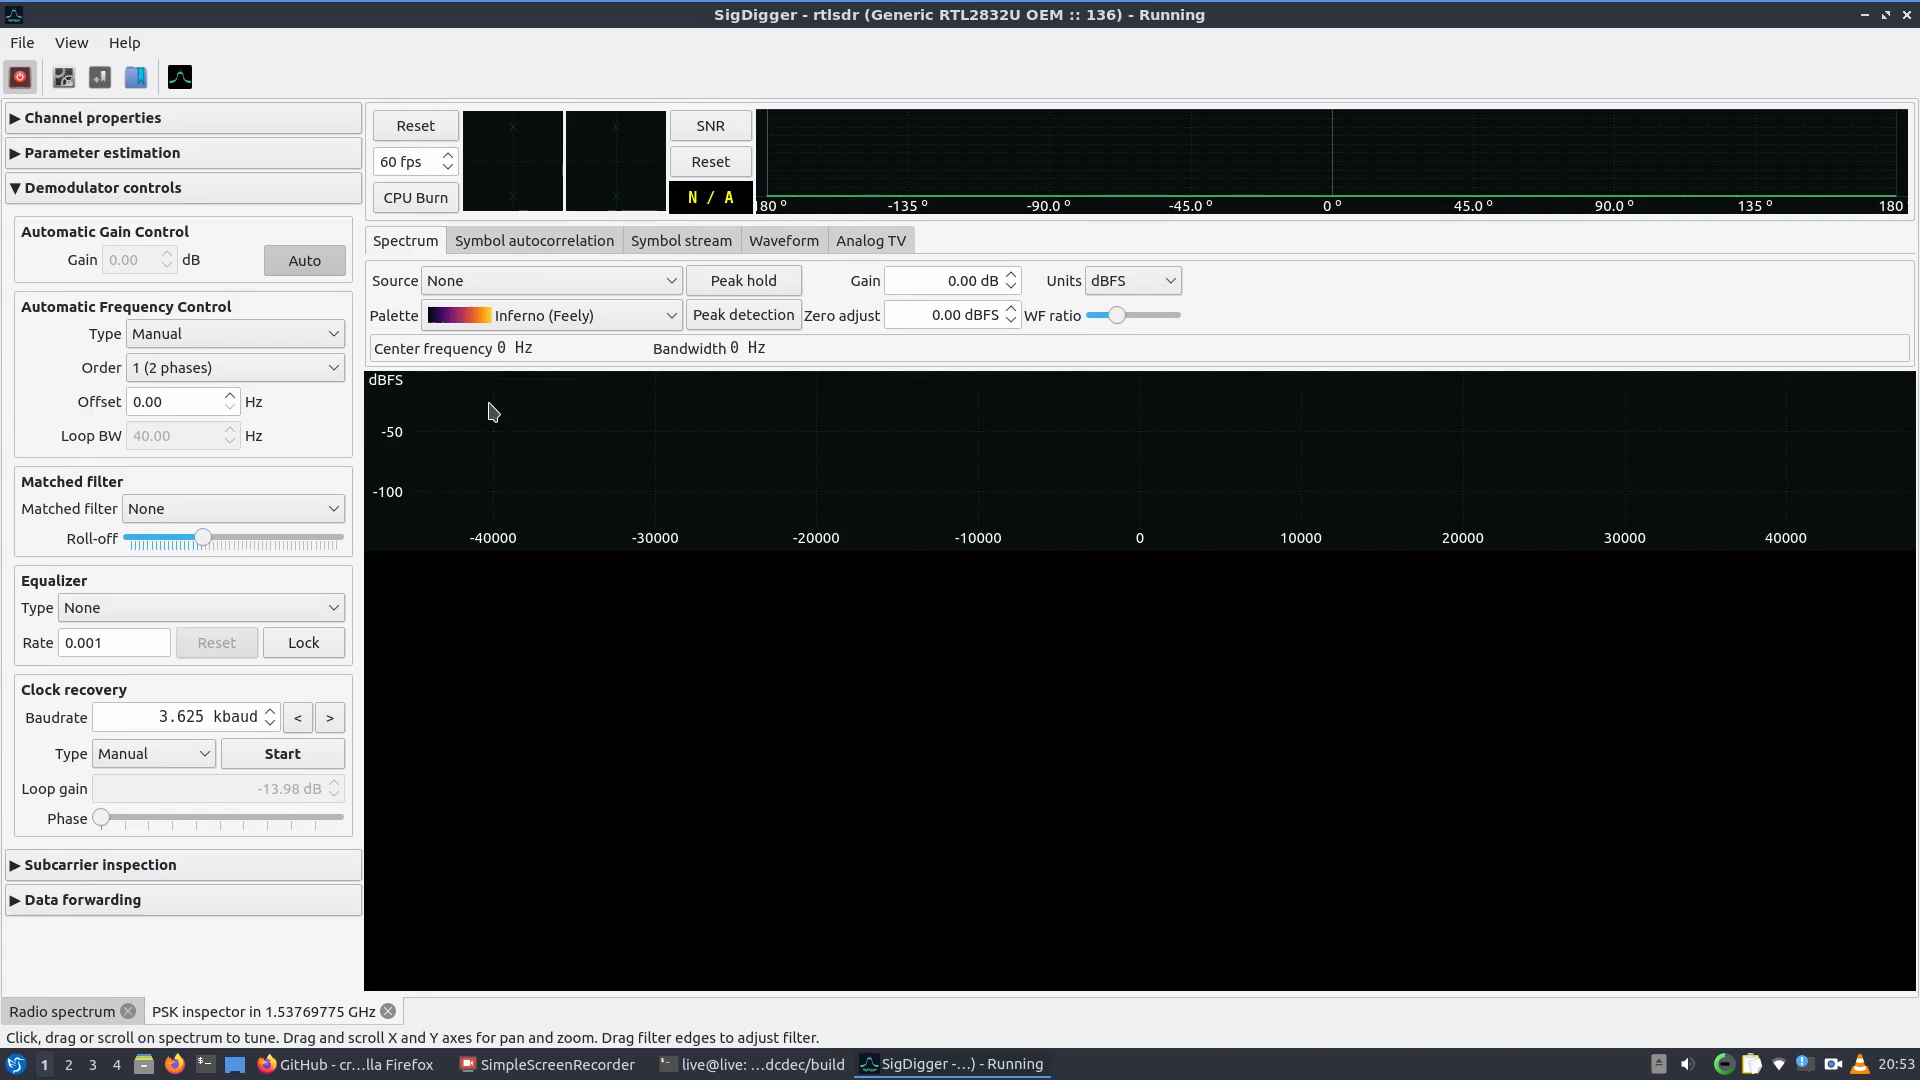 SigDigger - rtlsdr (Generic RTL2832U OEM :: 136) - Running
File View Help
▶ Channel properties
▶ Parameter estimation
▼ Demodulator controls
Automatic Gain Control
Gain 0.00 dB Auto
Automatic Frequency Control
Type Manual
Order 1 (2 phases)
Offset 0.00 Hz
Loop BW 40.00 Hz
Matched filter
Matched filter None
Roll-off
Equalizer
Type None
Rate 0.001 Reset Lock
Clock recovery
Baudrate 3.625 kbaud < >
Type Manual Start
Loop gain -13.98 dB
Phase
▶ Subcarrier inspection
▶ Data forwarding
Reset SNR
60 fps Reset
CPU Burn N / A
180 º -135 º -90.0 º -45.0 º 0 º 45.0 º 90.0 º 135 º 180
Spectrum Symbol autocorrelation Symbol stream Waveform Analog TV
Source None Peak hold Gain 0.00 dB Units dBFS
Palette Inferno (Feely) Peak detection Zero adjust 0.00 dBFS WF ratio
Center frequency 0 Hz Bandwidth 0 Hz
dBFS
-50
-100
-40000 -30000 -20000 -10000 0 10000 20000 30000 40000
Radio spectrum PSK inspector in 1.53769775 GHz
Click, drag or scroll on spectrum to tune. Drag and scroll X and Y axes for pan and zoom. Drag filter edges to adjust filter.
1 2 3 4 GitHub - cr...lla Firefox SimpleScreenRecorder live@live: ...dcdec/build SigDigger -...) - Running 20:53